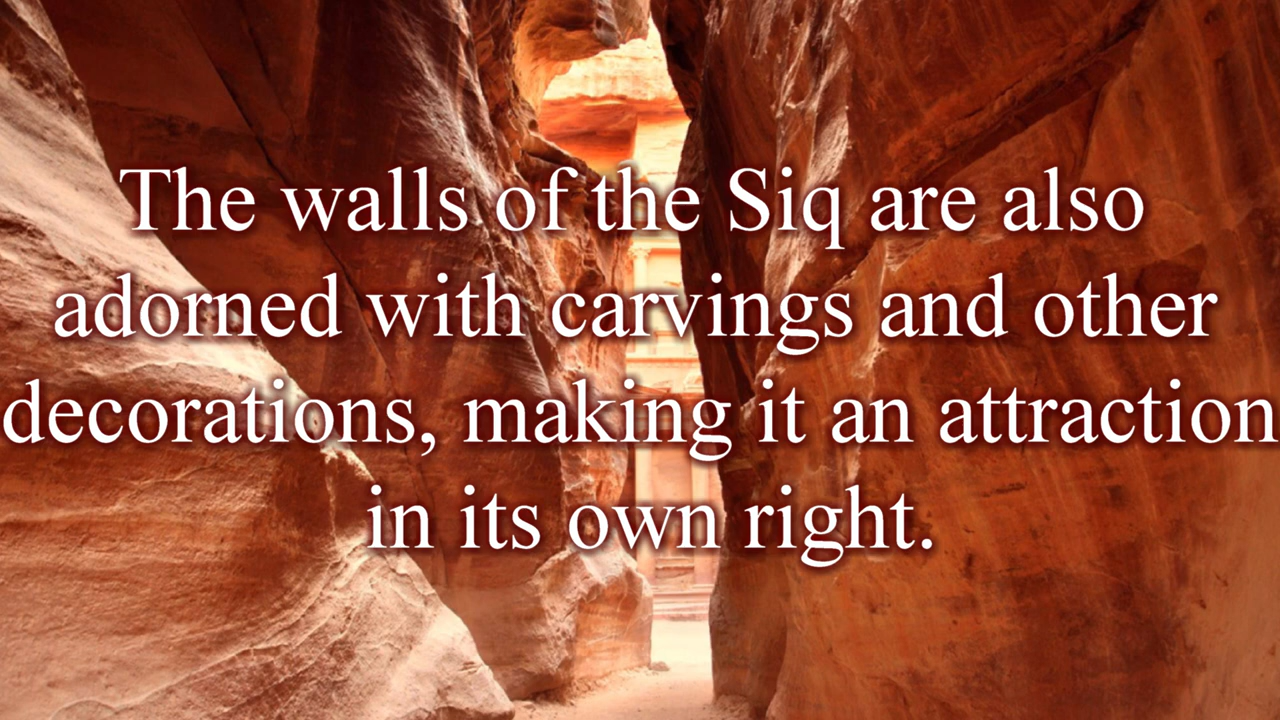 The walls of the Siq are also
adorned with carvings and other
decorations, making it an attraction
in its own right.